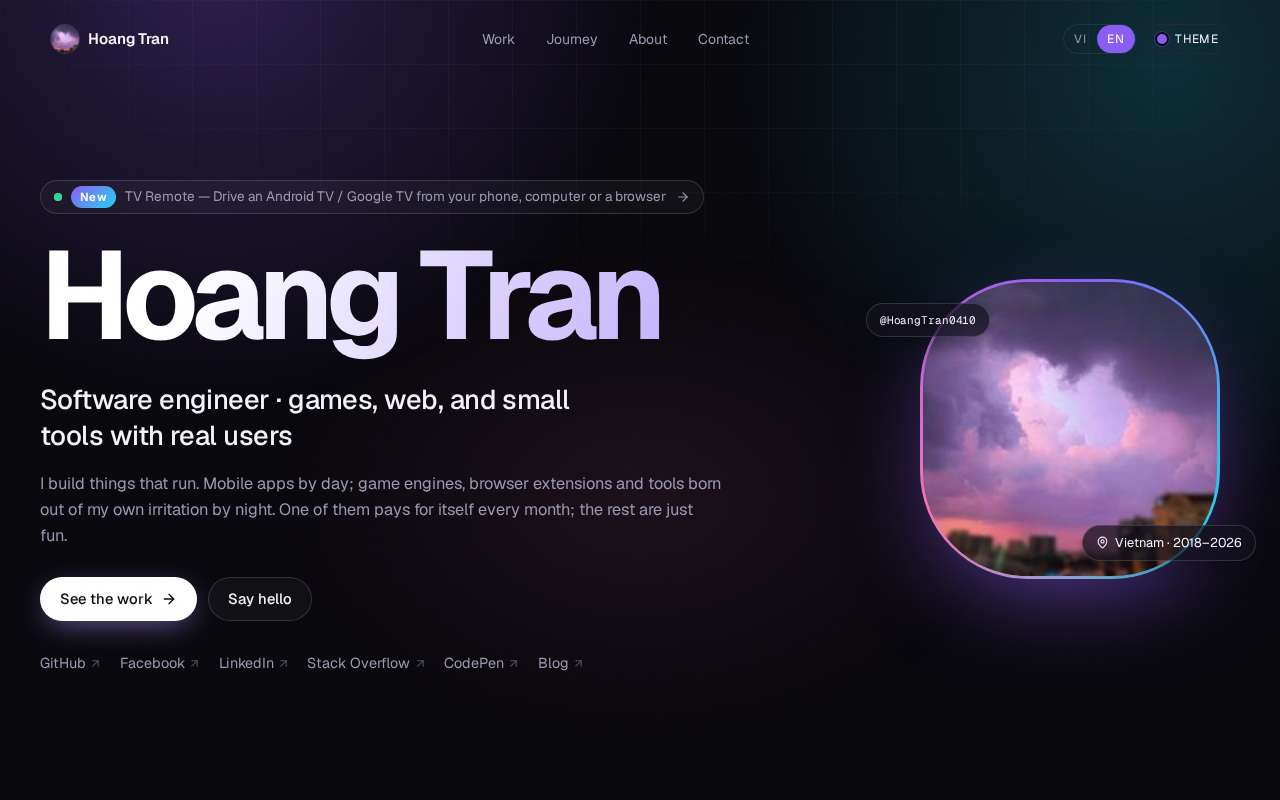 Hoang Tran
Work
Journey
About
Contact
VI
EN
THEME
New
TV Remote — Drive an Android TV / Google TV from your phone, computer or a browser
Hoang Tran
Software engineer · games, web, and small
tools with real users
I build things that run. Mobile apps by day; game engines, browser extensions and tools born
out of my own irritation by night. One of them pays for itself every month; the rest are just
fun.
See the work
Say hello
GitHub
Facebook
LinkedIn
Stack Overflow
CodePen
Blog
@HoangTran0410
Vietnam · 2018–2026